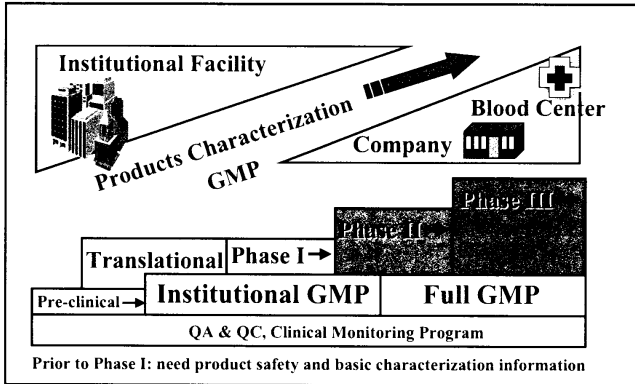 Institutional Facility
Products Characterization
GMP
Blood Center
Company
Phase III
Phase II
Translational
Phase I
Pre-clinical
Institutional GMP
Full GMP
QA & QC, Clinical Monitoring Program
Prior to Phase I: need product safety and basic characterization information